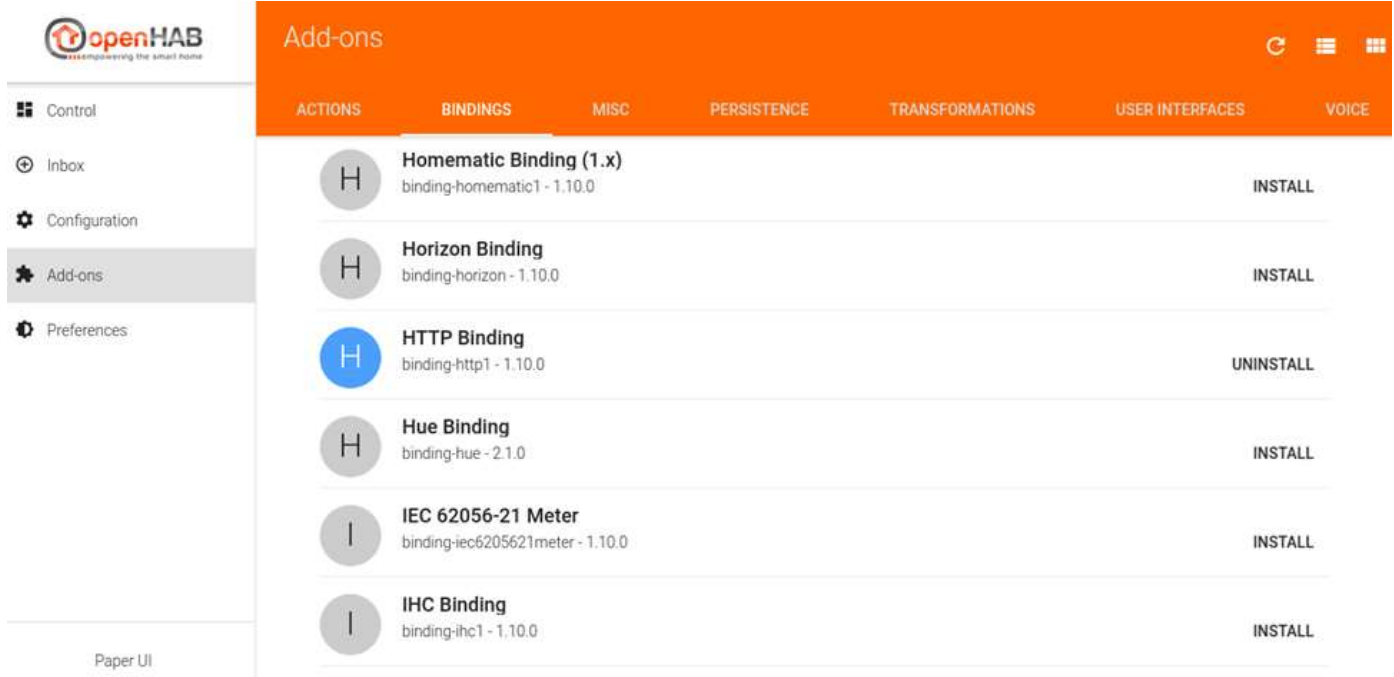 openHAB
empowering the smart home
Control
Inbox
Configuration
Add-ons
Preferences
Paper UI
Add-ons
ACTIONS BINDINGS MISC PERSISTENCE TRANSFORMATIONS USER INTERFACES VOICE
H
Homematic Binding (1.x)
binding-homematic1 - 1.10.0
INSTALL
H
Horizon Binding
binding-horizon - 1.10.0
INSTALL
H
HTTP Binding
binding-http1 - 1.10.0
UNINSTALL
H
Hue Binding
binding-hue - 2.1.0
INSTALL
I
IEC 62056-21 Meter
binding-iec6205621meter - 1.10.0
INSTALL
I
IHC Binding
binding-ihc1 - 1.10.0
INSTALL